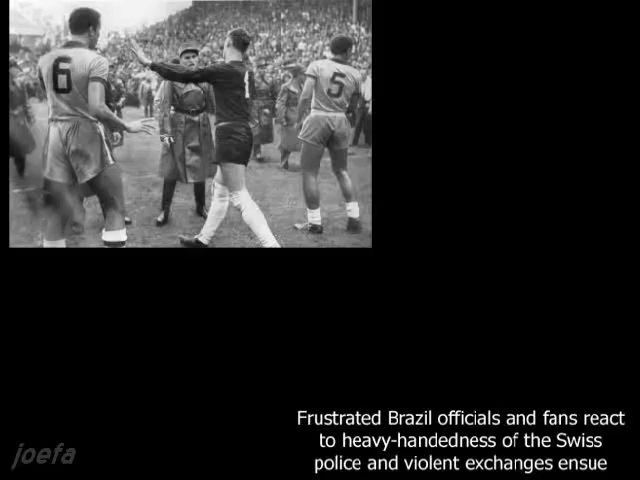 6
1
5
Frustrated Brazil officials and fans react
to heavy-handedness of the Swiss
police and violent exchanges ensue
joefa